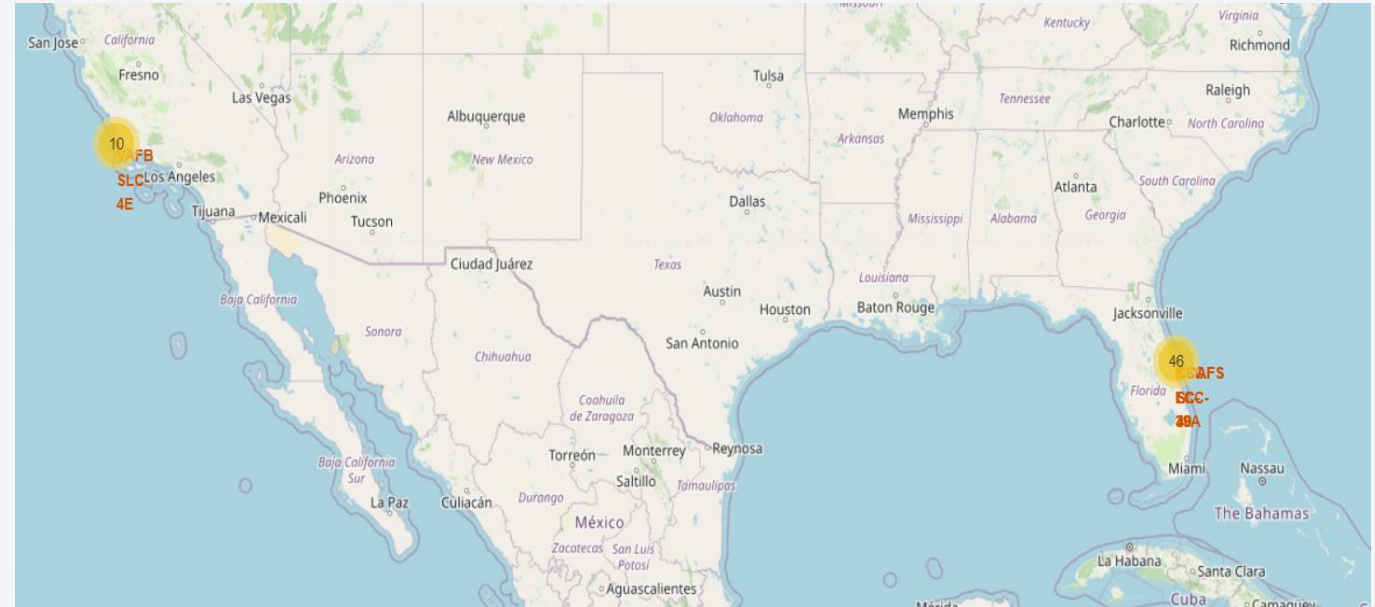 Missouri
Kentucky
Virginia
Richmond
San Jose
California
Fresno
Las Vegas
Tulsa
Raleigh
Albuquerque
Oklahoma
Tennessee
Memphis
Charlotte
North Carolina
10
VAFB
SLC-
4E
Los Angeles
Arizona
New Mexico
Arkansas
Phoenix
Atlanta
South Carolina
Tijuana
Mexicali
Tucson
Dallas
Mississippi
Alabama
Georgia
Ciudad Juárez
Texas
Louisiana
Baja California
Austin
Houston
Baton Rouge
Jacksonville
Sonora
San Antonio
Chihuahua
46
Florida
Coahuila
de Zaragoza
Baja California
Sur
Torreón
Monterrey
Reynosa
Saltillo
Tamaulipas
Miami
Nassau
La Paz
Culiacán
Durango
México
The Bahamas
Zacatecas
San Luis
Potosí
La Habana
Santa Clara
Aguascalientes
Cuba
Camagüey
Mérida